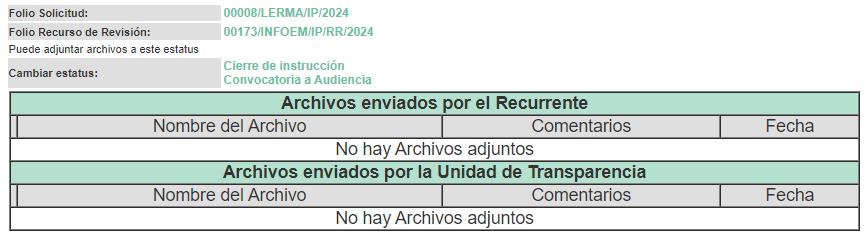 Folio Solicitud: 00008/LERMA/IP/2024
Folio Recurso de Revisión: 00173/INFOEM/IP/RR/2024
Puede adjuntar archivos a este estatus
Cambiar estatus: Cierre de instrucción
Convocatoria a Audiencia
Archivos enviados por el Recurrente
Nombre del Archivo Comentarios Fecha
No hay Archivos adjuntos
Archivos enviados por la Unidad de Transparencia
Nombre del Archivo Comentarios Fecha
No hay Archivos adjuntos